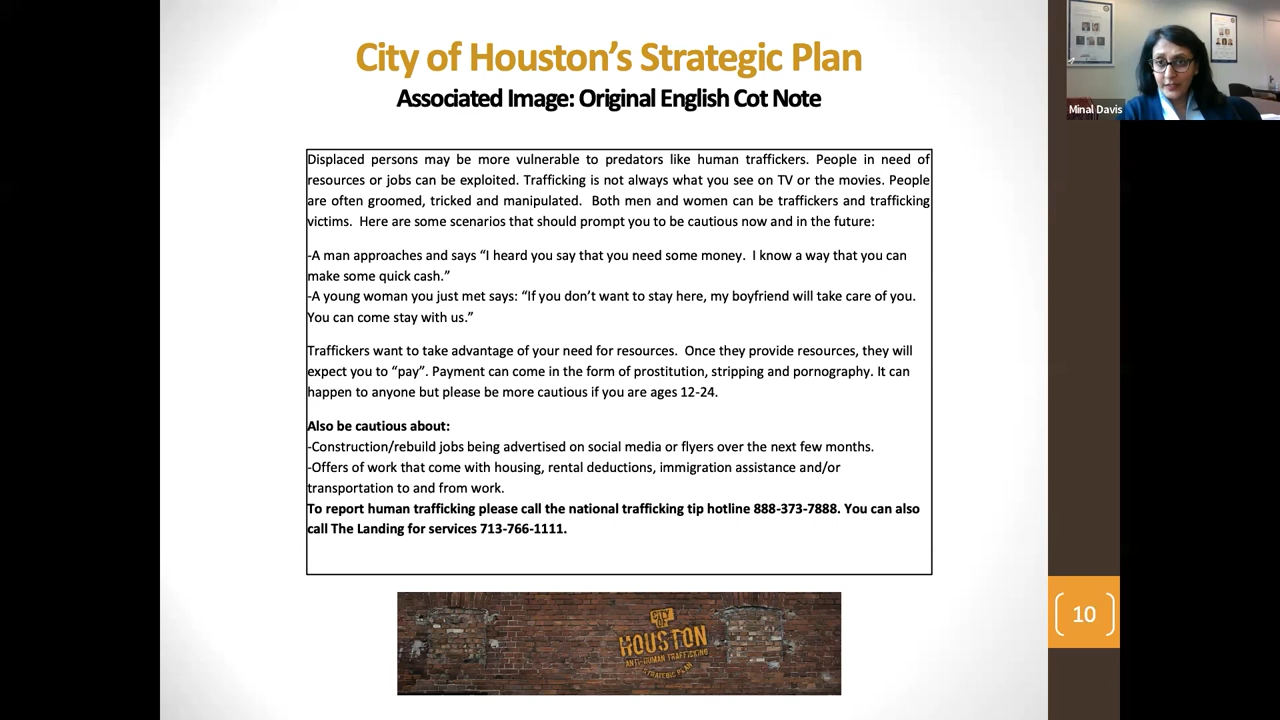 City of Houston's Strategic Plan
Associated Image: Original English Cot Note
Displaced persons may be more vulnerable to predators like human traffickers. People in need of
resources or jobs can be exploited. Trafficking is not always what you see on TV or the movies. People
are often groomed, tricked and manipulated.  Both men and women can be traffickers and trafficking
victims.  Here are some scenarios that should prompt you to be cautious now and in the future:
-A man approaches and says “I heard you say that you need some money.  I know a way that you can
make some quick cash.”
-A young woman you just met says: “If you don’t want to stay here, my boyfriend will take care of you.
You can come stay with us.”
Traffickers want to take advantage of your need for resources.  Once they provide resources, they will
expect you to “pay”. Payment can come in the form of prostitution, stripping and pornography. It can
happen to anyone but please be more cautious if you are ages 12-24.
Also be cautious about:
-Construction/rebuild jobs being advertised on social media or flyers over the next few months.
-Offers of work that come with housing, rental deductions, immigration assistance and/or
transportation to and from work.
To report human trafficking please call the national trafficking tip hotline 888-373-7888. You can also
call The Landing for services 713-766-1111.
CITY
OF
HOUSTON
ANTI-HUMAN TRAFFICKING
STRATEGIC PLAN
10
Minal Davis